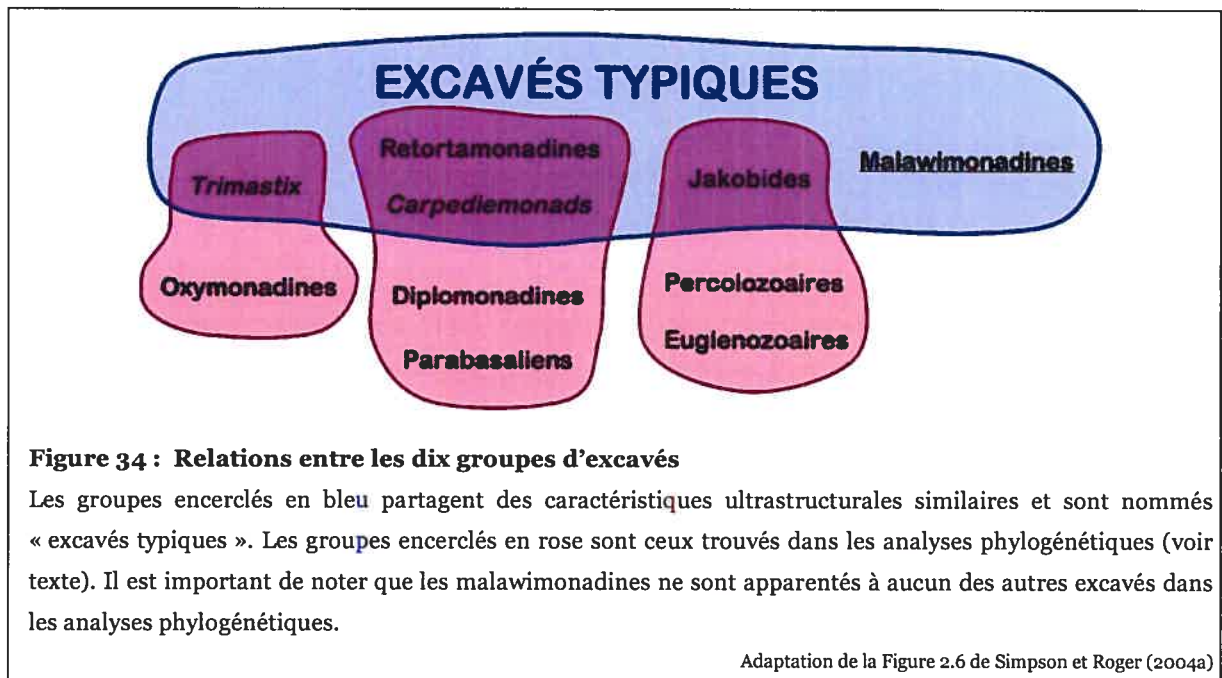 EXCAVÉS TYPIQUES
Retortamonadines
Malawimonadines
Trimastix
Jakobides
Carpediemonads
Oxymonadines
Diplomonadines
Percolozoaires
Parabasaliens
Euglenozoaires
Figure 34 : Relations entre les dix groupes d'excavés
Les groupes encerclés en bleu partagent des caractéristiques ultrastructurales similaires et sont nommés
« excavés typiques ». Les groupes encerclés en rose sont ceux trouvés dans les analyses phylogénétiques (voir
texte). Il est important de noter que les malawimonadines ne sont apparentés à aucun des autres excavés dans
les analyses phylogénétiques.
Adaptation de la Figure 2.6 de Simpson et Roger (2004a)